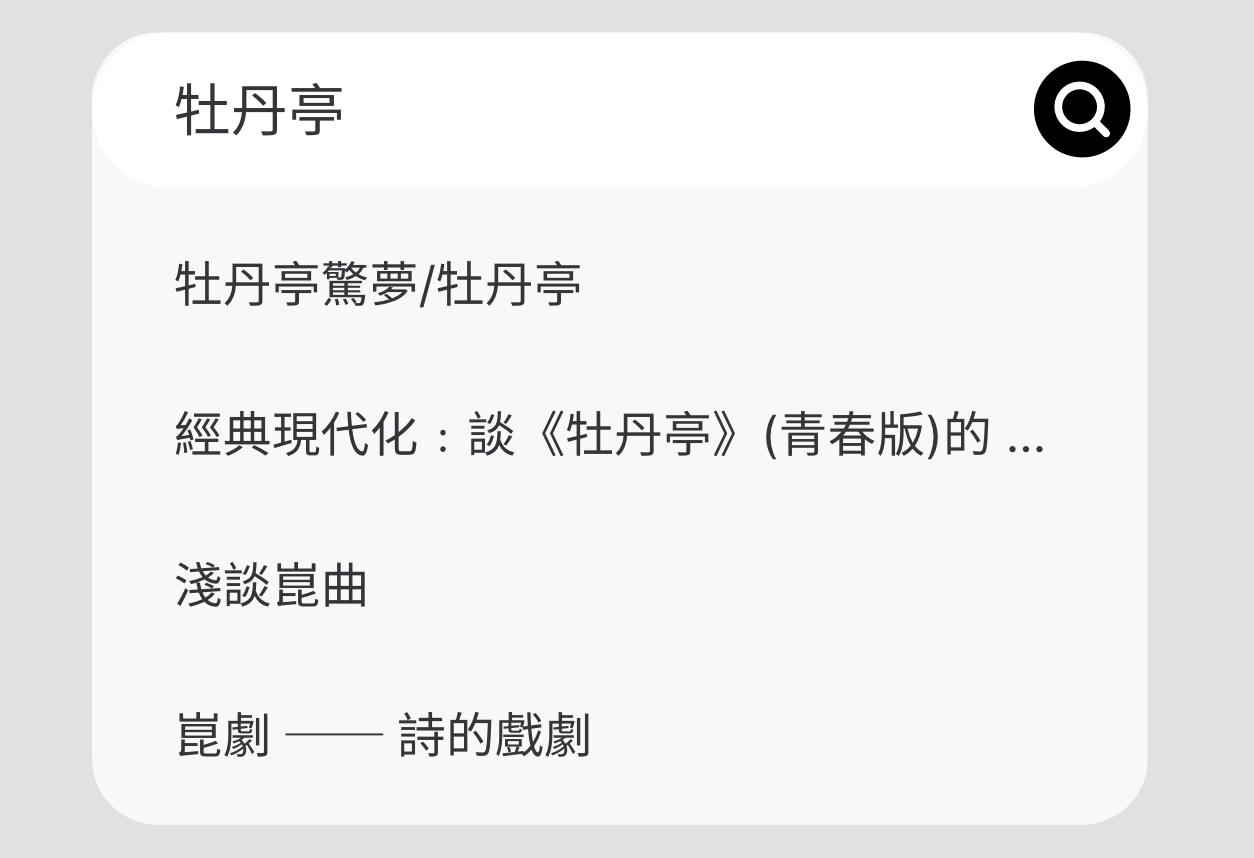 牡丹亭
牡丹亭驚夢/牡丹亭
經典現代化：談《牡丹亭》(青春版)的 ...
淺談崑曲
崑劇 —— 詩的戲劇